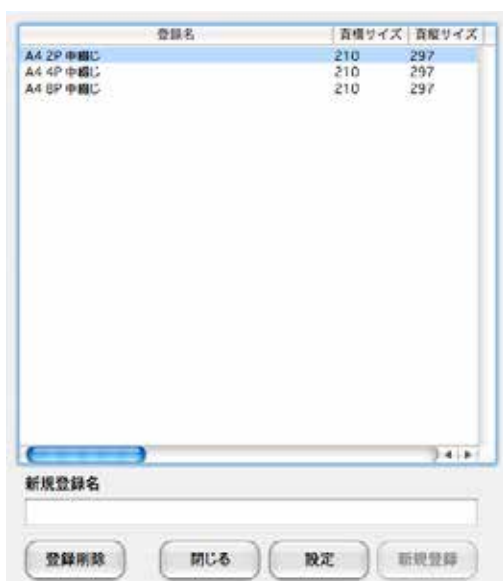 登録名 頁横サイズ 頁縦サイズ
A4 2P 中綴じ 210 297
A4 4P 中綴じ 210 297
A4 8P 中綴じ 210 297
新規登録名
登録削除 閉じる 設定 新規登録